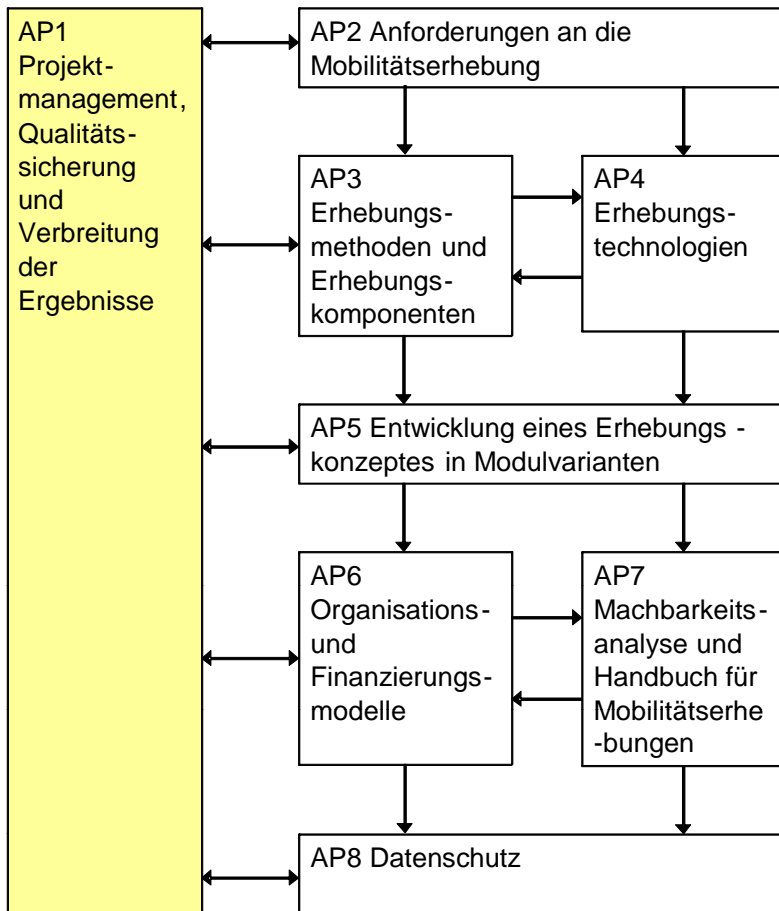 AP1
Projekt-
management,
Qualitäts-
sicherung
und
Verbreitung
der
Ergebnisse
AP2 Anforderungen an die
Mobilitätserhebung
AP3
Erhebungs-
methoden und
Erhebungs-
komponenten
AP4
Erhebungs-
technologien
AP5 Entwicklung eines Erhebungs -
konzeptes in Modulvarianten
AP6
Organisations-
und
Finanzierungs-
modelle
AP7
Machbarkeits-
analyse und
Handbuch für
Mobilitätserhe
-bungen
AP8 Datenschutz